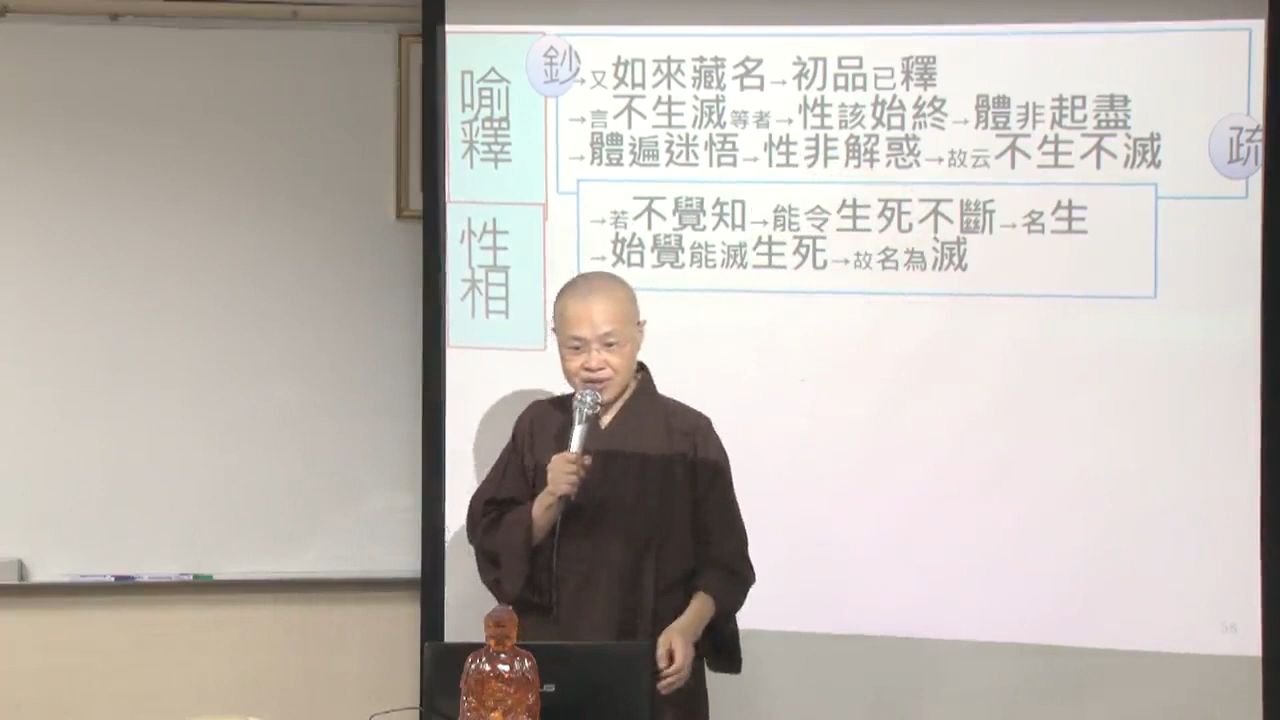 喻釋
鈔
→又如來藏名→初品已釋
→言不生滅等者→性該始終→體非起盡
→體遍迷悟→性非解惑→故云不生不滅
疏
性相
→若不覺知→能令生死不斷→名生
→始覺能滅生死→故名為滅
58